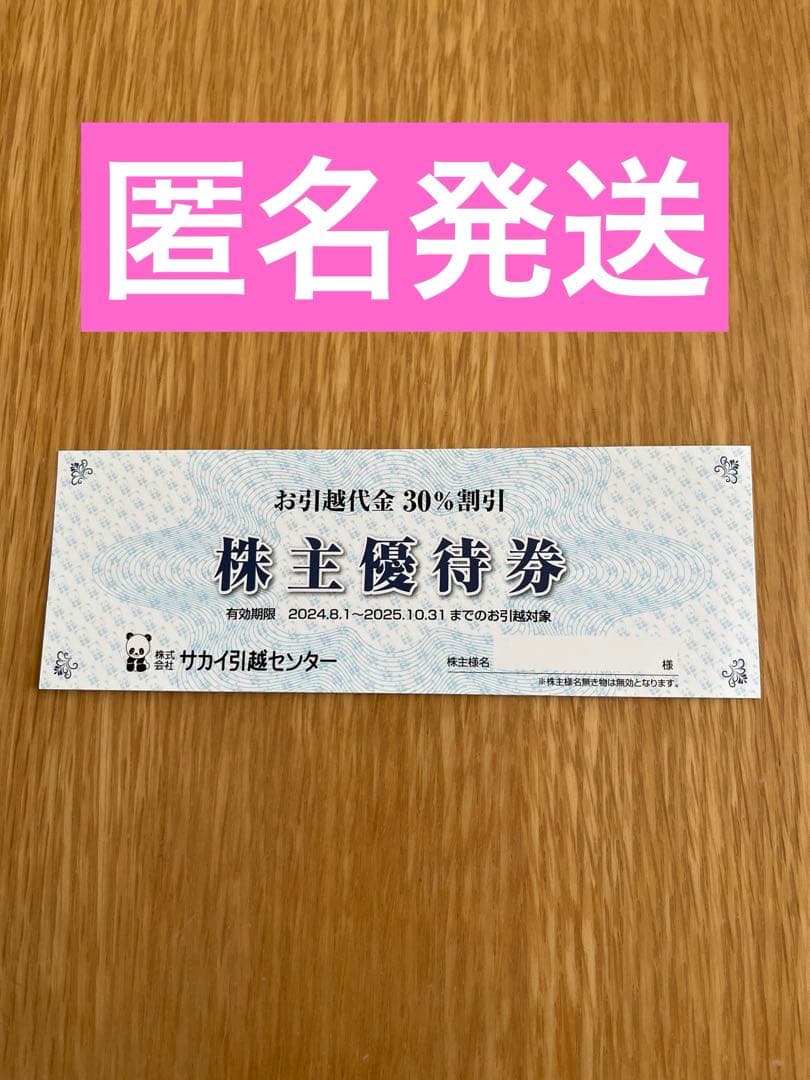 匿名発送
お引越代金 30%割引
株主優待券
有効期限 2024.8.1〜2025.10.31 までのお引越対象
株式会社 サカイ引越センター
株主様名 様
※株主様名無き物は無効となります。